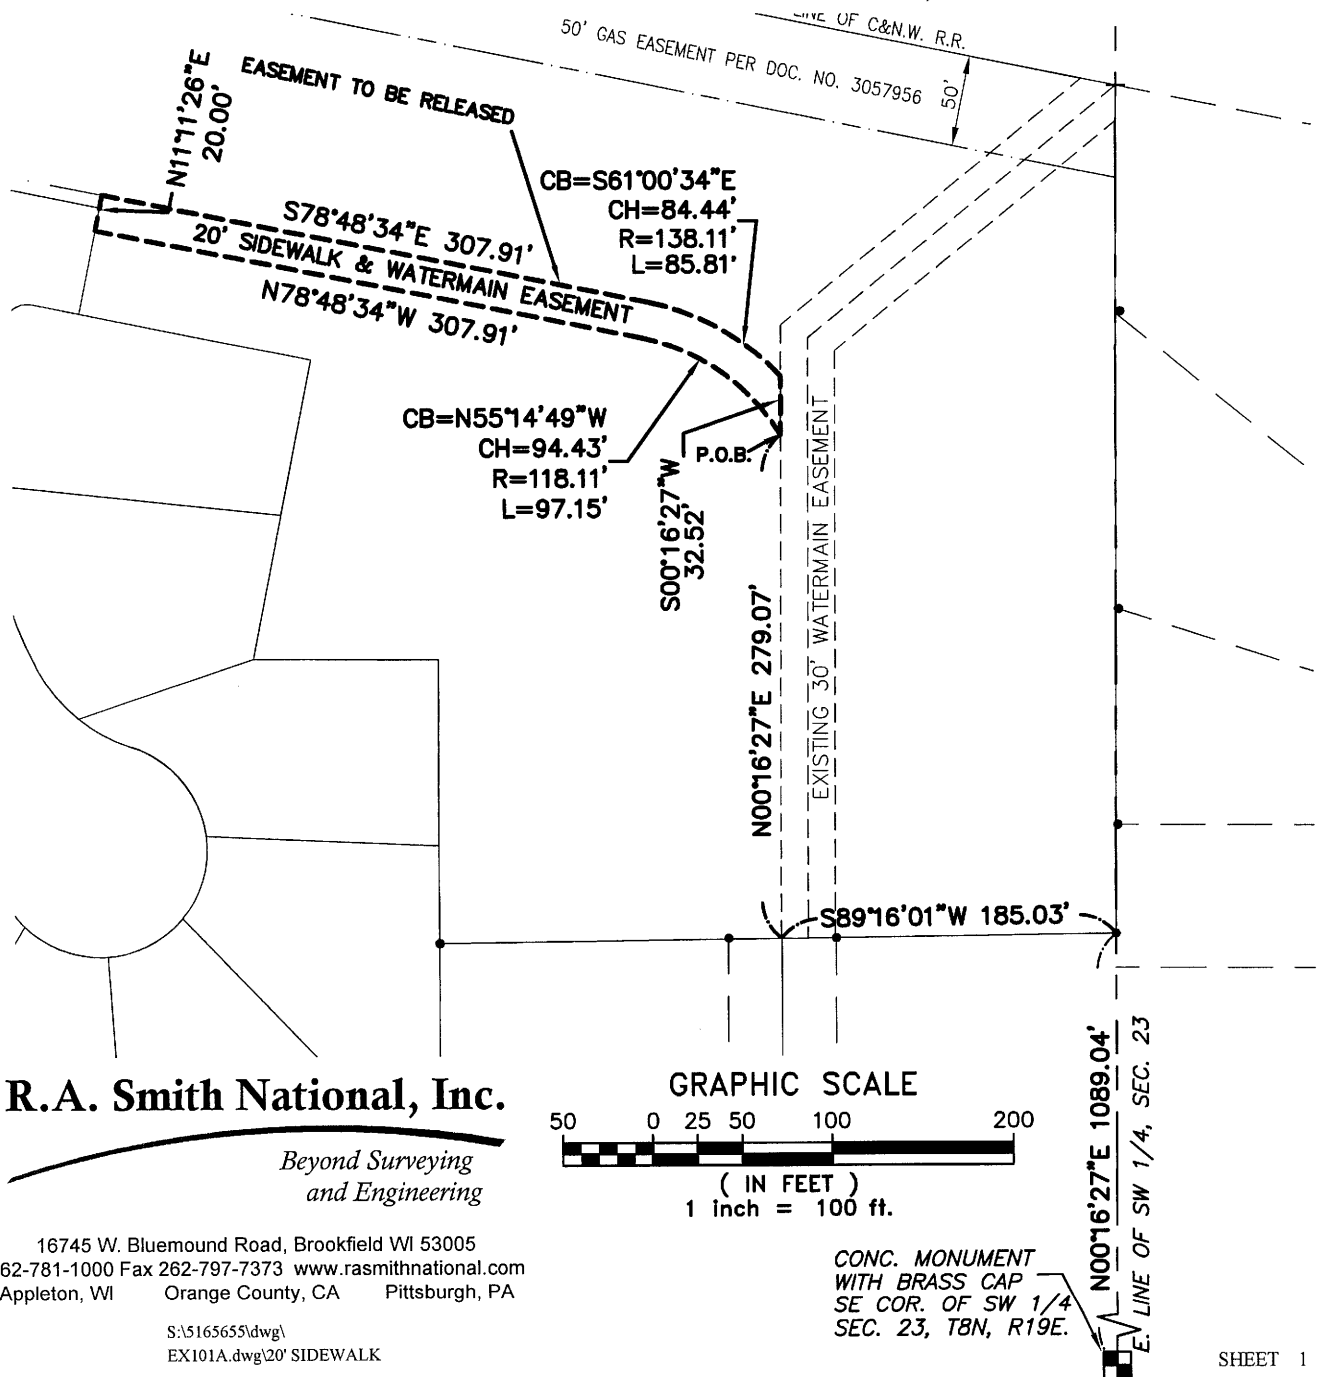 LINE OF C&N.W. R.R.
50' GAS EASEMENT PER DOC. NO. 3057956
50'
EASEMENT TO BE RELEASED
N11°11'26"E
20.00'
CB=S61°00'34"E
CH=84.44'
R=138.11'
L=85.81'
S78°48'34"E 307.91'
20' SIDEWALK & WATERMAIN EASEMENT
N78°48'34"W 307.91'
CB=N55°14'49"W
CH=94.43'
R=118.11'
L=97.15'
P.O.B.
S00°16'27"W
32.52'
EXISTING 30' WATERMAIN EASEMENT
N00°16'27"E 279.07'
S89°16'01"W 185.03'
N00°16'27"E 1089.04'
E. LINE OF SW 1/4, SEC. 23
R.A. Smith National, Inc.
Beyond Surveying
and Engineering
GRAPHIC SCALE
50 0 25 50 100 200
( IN FEET )
1 inch = 100 ft.
16745 W. Bluemound Road, Brookfield WI 53005
62-781-1000 Fax 262-797-7373 www.rasmithnational.com
Appleton, WI Orange County, CA Pittsburgh, PA
S:\5165655\dwg\
EX101A.dwg\20' SIDEWALK
CONC. MONUMENT
WITH BRASS CAP
SE COR. OF SW 1/4
SEC. 23, T8N, R19E.
SHEET 1